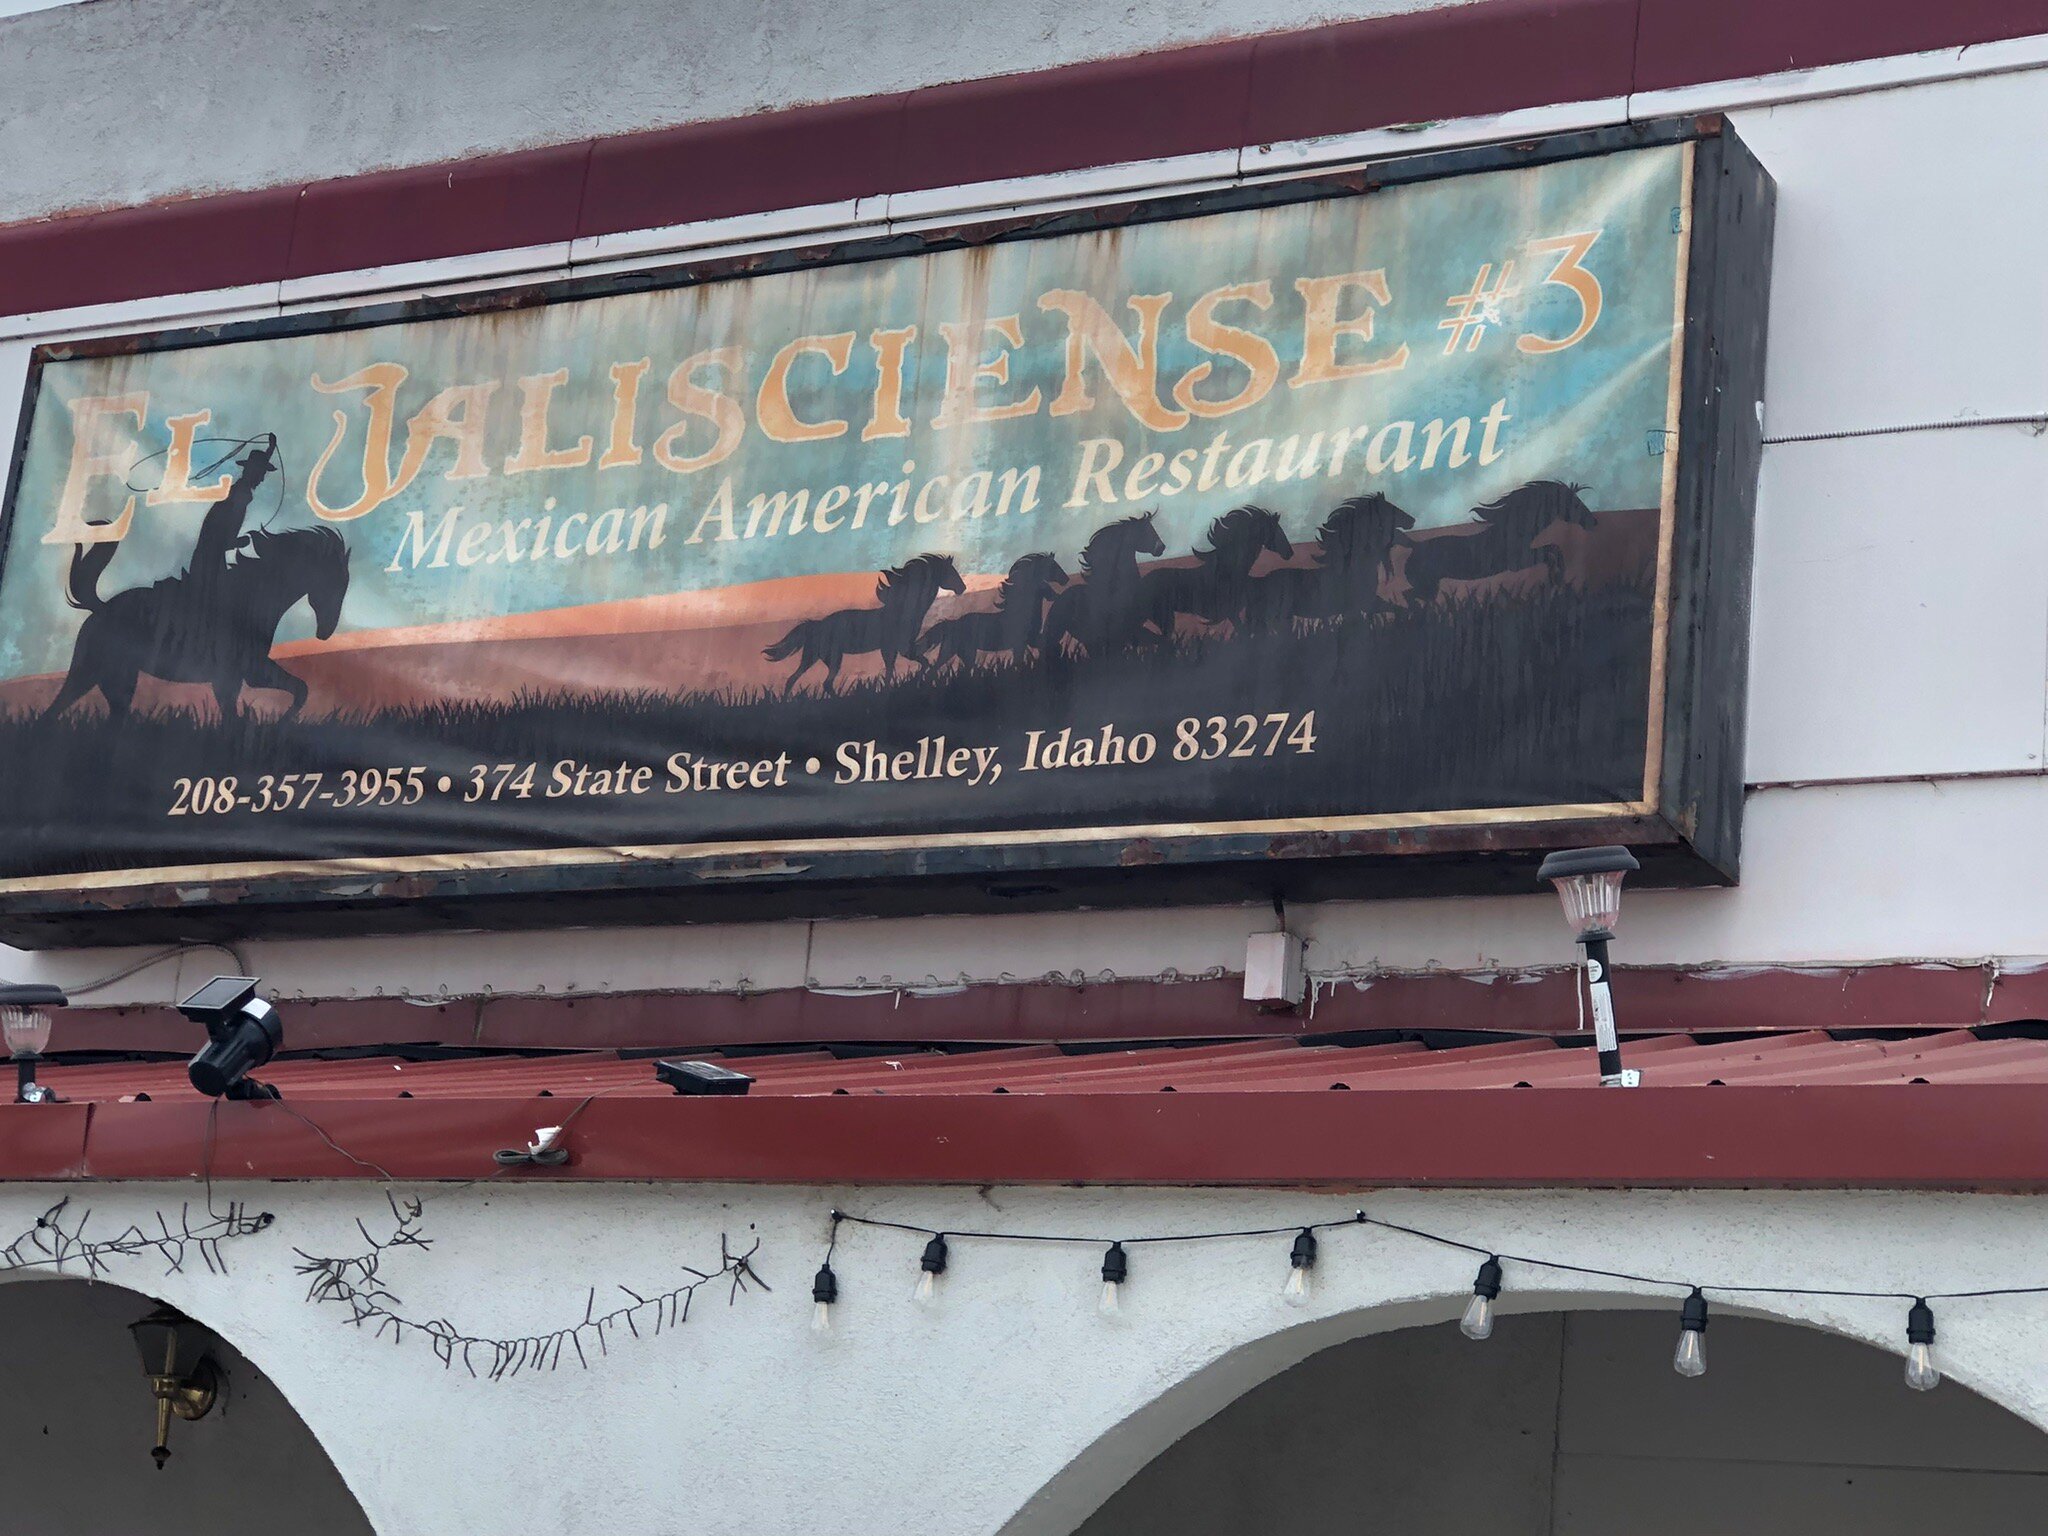 El Jalisciense #3
Mexican American Restaurant
208-357-3955 • 374 State Street • Shelley, Idaho 83274